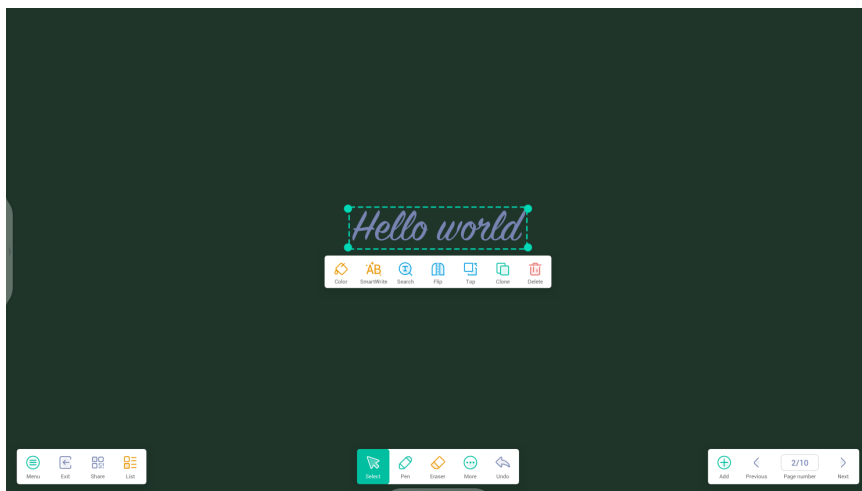 Hello world
Color SmartWrite Search Flip Top Clone Delete
Menu Exit Share List Select Pen Eraser More Undo Add Previous 2/10 Page number Next